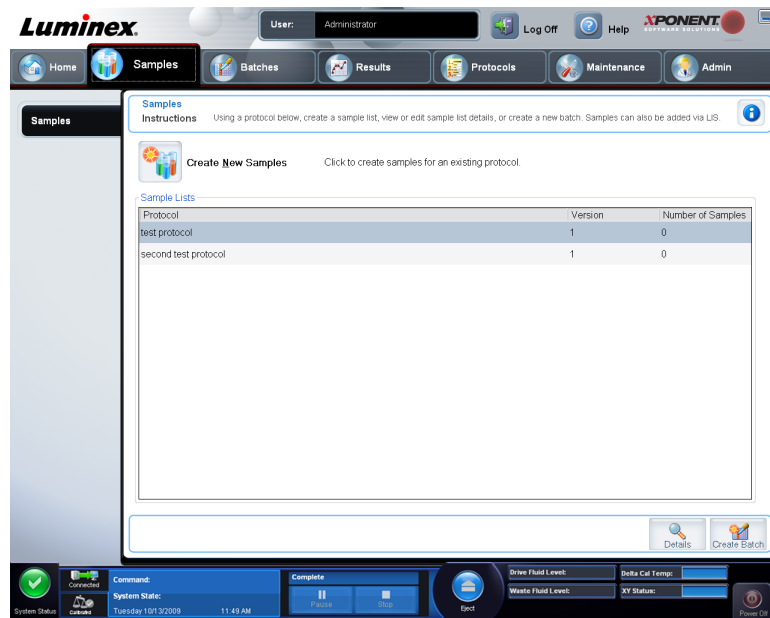 Luminex.
User: Administrator
Log Off
Help
XPONENT.
SOFTWARE SOLUTIONS
Home
Samples
Batches
Results
Protocols
Maintenance
Admin
Samples
Samples
Instructions Using a protocol below, create a sample list, view or edit sample list details, or create a new batch. Samples can also be added via LIS.
Create New Samples Click to create samples for an existing protocol.
Sample Lists
Protocol Version Number of Samples
test protocol 1 0
second test protocol 1 0
Details
Create Batch
System Status
Connected
Calibrated
Command:
System State:
Tuesday 10/13/2009 11:49 AM
Complete
Pause
Stop
Eject
Drive Fluid Level:
Waste Fluid Level:
Delta Cal Temp:
XY Status:
Power Off